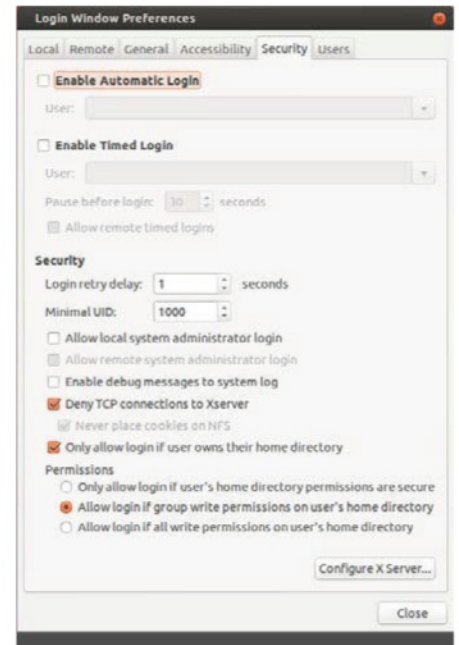 Login Window Preferences
Local Remote General Accessibility Security Users
Enable Automatic Login
User:
Enable Timed Login
User:
Pause before login: 30 seconds
Allow remote timed logins
Security
Login retry delay: 1 seconds
Minimal UID: 1000
Allow local system administrator login
Allow remote system administrator login
Enable debug messages to system log
Deny TCP connections to Xserver
Never place cookies on NFS
Only allow login if user owns their home directory
Permissions
Only allow login if user's home directory permissions are secure
Allow login if group write permissions on user's home directory
Allow login if all write permissions on user's home directory
Configure X Server...
Close